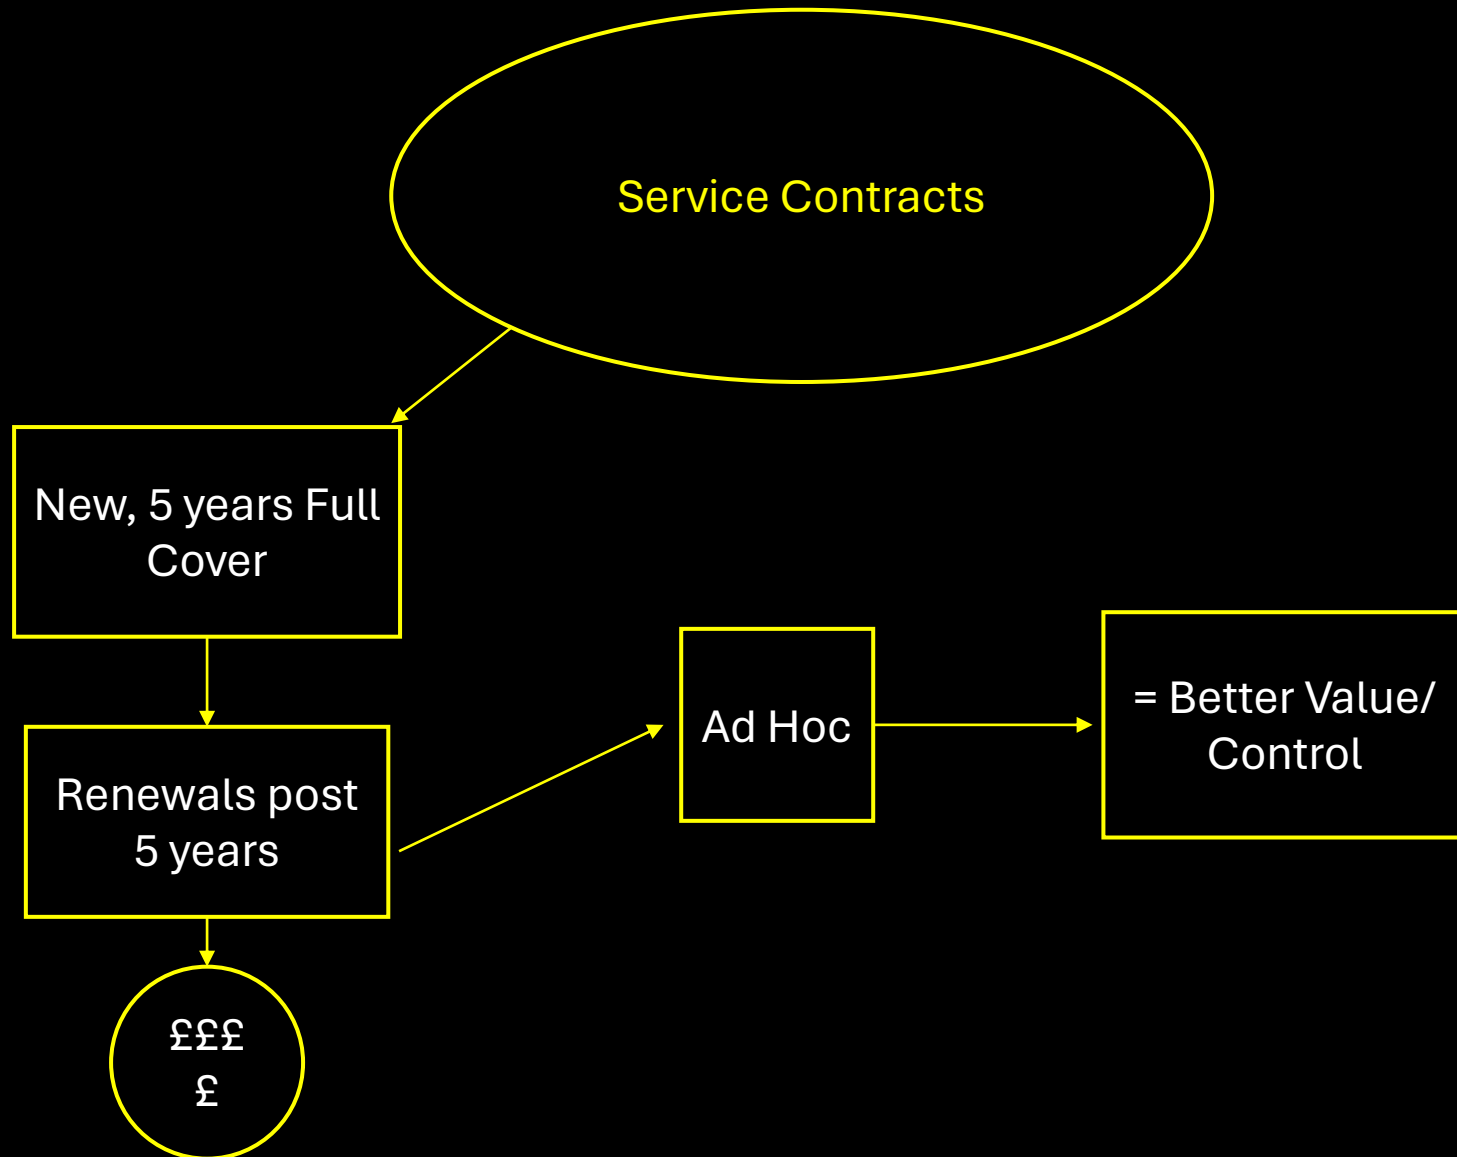 Service Contracts
New, 5 years Full
Cover
Renewals post
5 years
Ad Hoc
= Better Value/
Control
£££
£